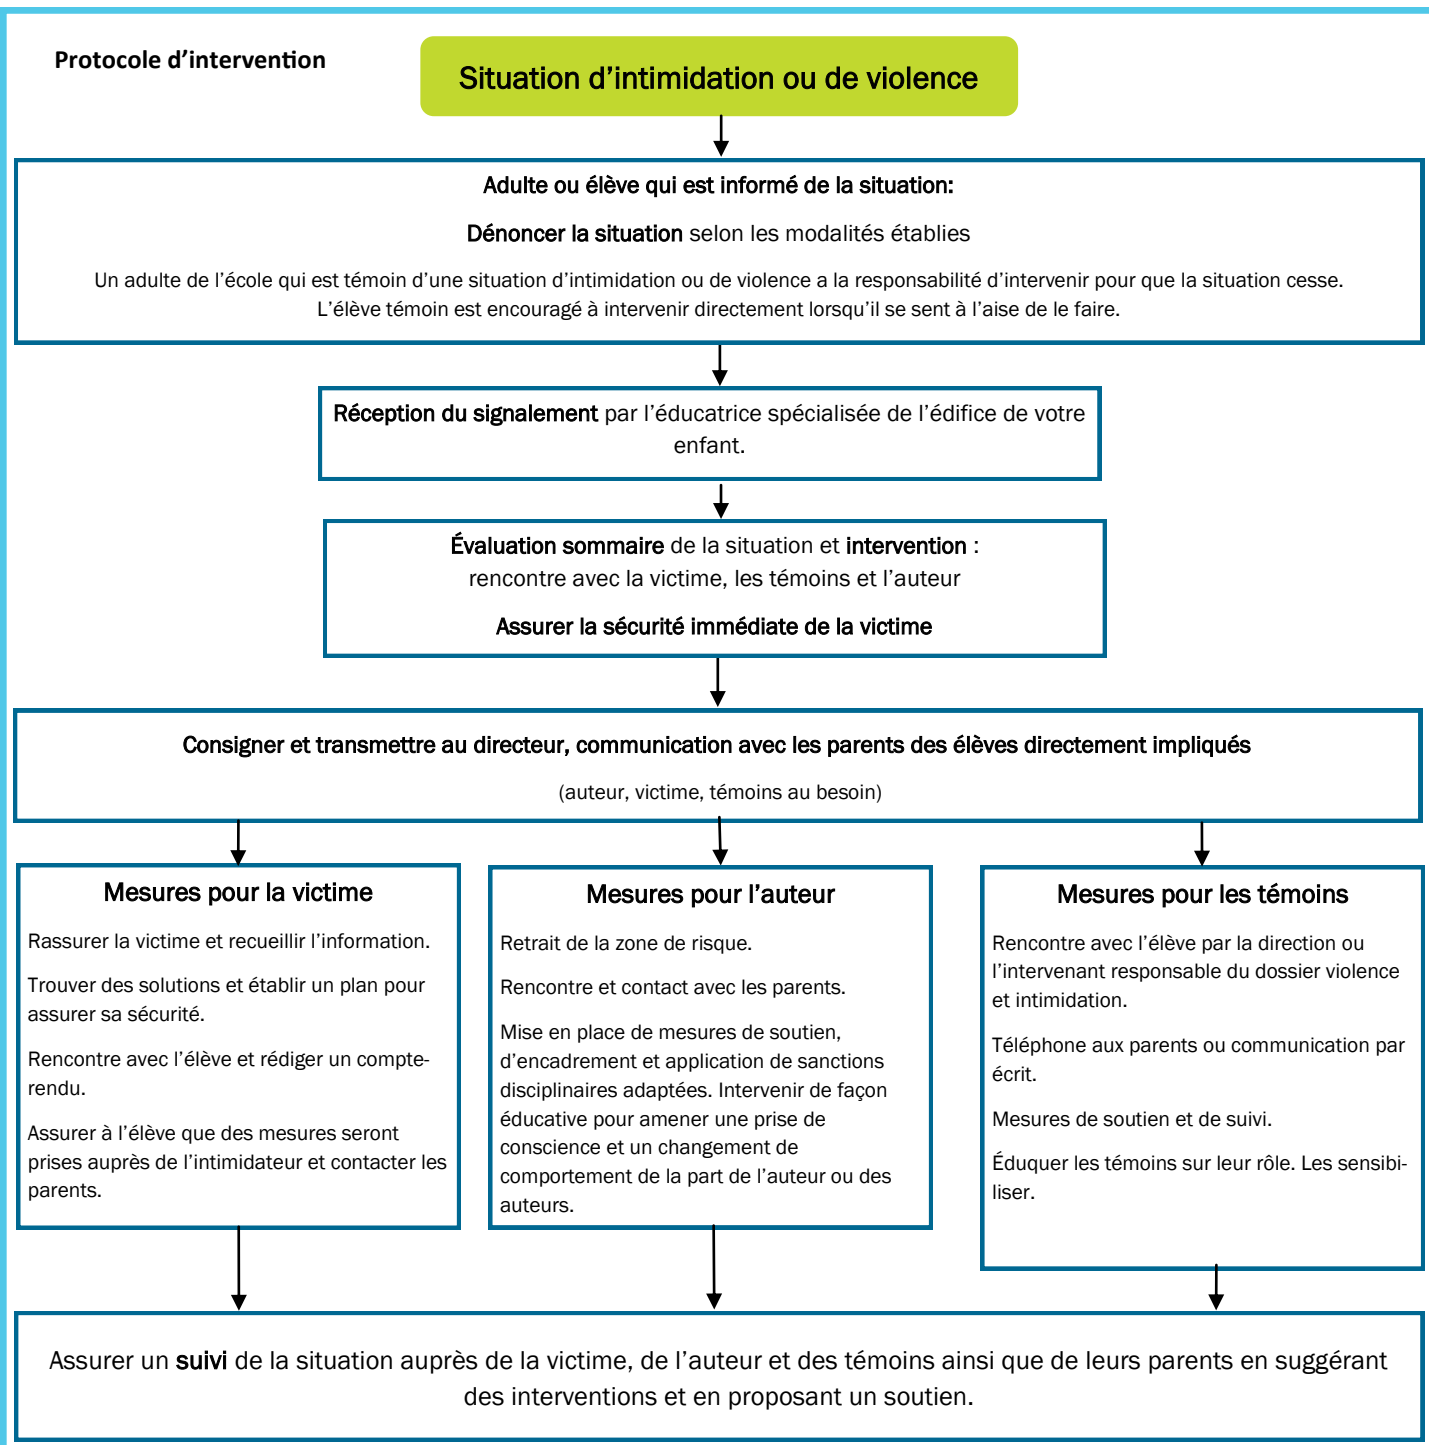 Protocole d'intervention
Situation d'intimidation ou de violence
Adulte ou élève qui est informé de la situation:
Dénoncer la situation selon les modalités établies
Un adulte de l'école qui est témoin d'une situation d'intimidation ou de violence a la responsabilité d'intervenir pour que la situation cesse.
L'élève témoin est encouragé à intervenir directement lorsqu'il se sent à l'aise de le faire.
Réception du signalement par l'éducatrice spécialisée de l'édifice de votre
enfant.
Évaluation sommaire de la situation et intervention :
rencontre avec la victime, les témoins et l'auteur
Assurer la sécurité immédiate de la victime
Consigner et transmettre au directeur, communication avec les parents des élèves directement impliqués
(auteur, victime, témoins au besoin)
Mesures pour la victime
Rassurer la victime et recueillir l'information.
Trouver des solutions et établir un plan pour
assurer sa sécurité.
Rencontre avec l'élève et rédiger un compte-
rendu.
Assurer à l'élève que des mesures seront
prises auprès de l'intimidateur et contacter les
parents.
Mesures pour l'auteur
Retrait de la zone de risque.
Rencontre et contact avec les parents.
Mise en place de mesures de soutien,
d'encadrement et application de sanctions
disciplinaires adaptées. Intervenir de façon
éducative pour amener une prise de
conscience et un changement de
comportement de la part de l'auteur ou des
auteurs.
Mesures pour les témoins
Rencontre avec l'élève par la direction ou
l'intervenant responsable du dossier violence
et intimidation.
Téléphone aux parents ou communication par
écrit.
Mesures de soutien et de suivi.
Éduquer les témoins sur leur rôle. Les sensibi-
liser.
Assurer un suivi de la situation auprès de la victime, de l'auteur et des témoins ainsi que de leurs parents en suggérant
des interventions et en proposant un soutien.